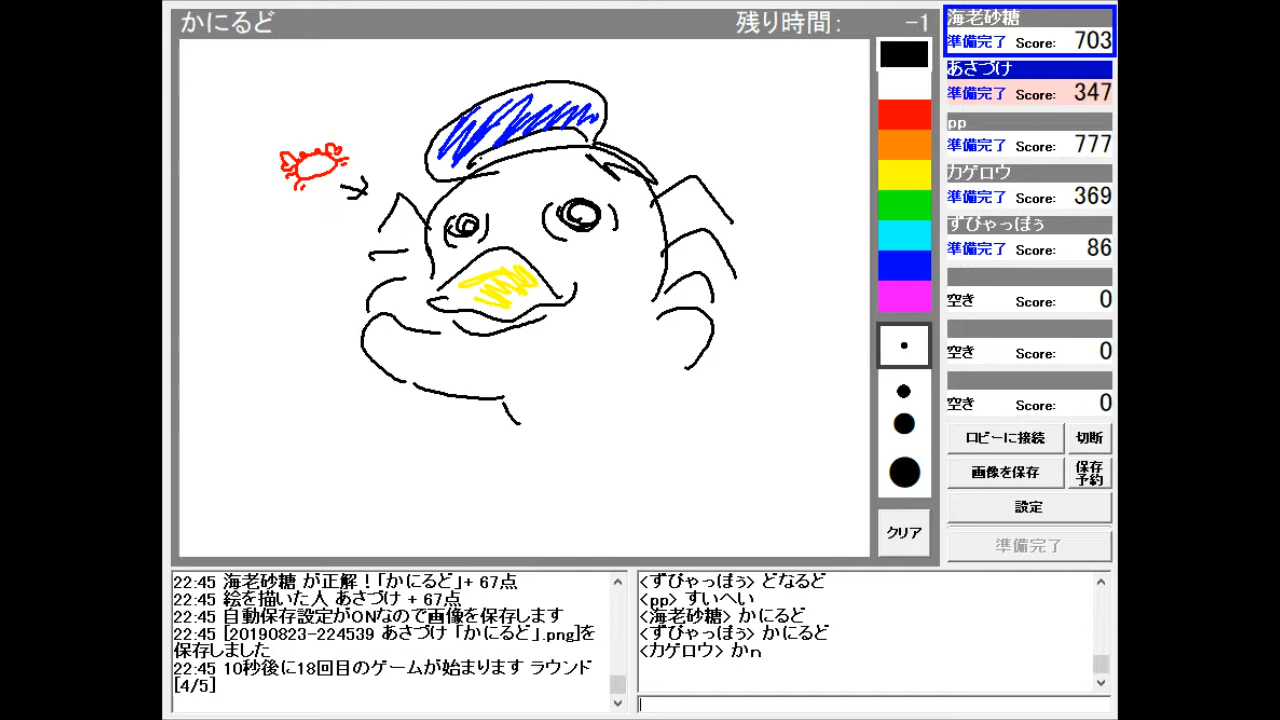 かにるど
残り時間: -1
海老砂糖
準備完了 Score: 703
あさづけ
準備完了 Score: 347
pp
準備完了 Score: 777
カゲロウ
準備完了 Score: 369
ずびゃっぽぅ
準備完了 Score: 86
空き Score: 0
空き Score: 0
空き Score: 0
ロビーに接続 切断
画像を保存 保存予約
設定
準備完了
クリア
22:45 海老砂糖 が正解！「かにるど」+ 67点
22:45 絵を描いた人 あさづけ + 67点
22:45 自動保存設定がONなので画像を保存します
22:45 [20190823-224539 あさづけ「かにるど」.png]を
保存しました
22:45 10秒後に18回目のゲームが始まります ラウンド
[4/5]
<ずびゃっぽぅ> どなるど
<pp> すいへい
<海老砂糖> かにるど
<ずびゃっぽぅ> かにるど
<カゲロウ> かn